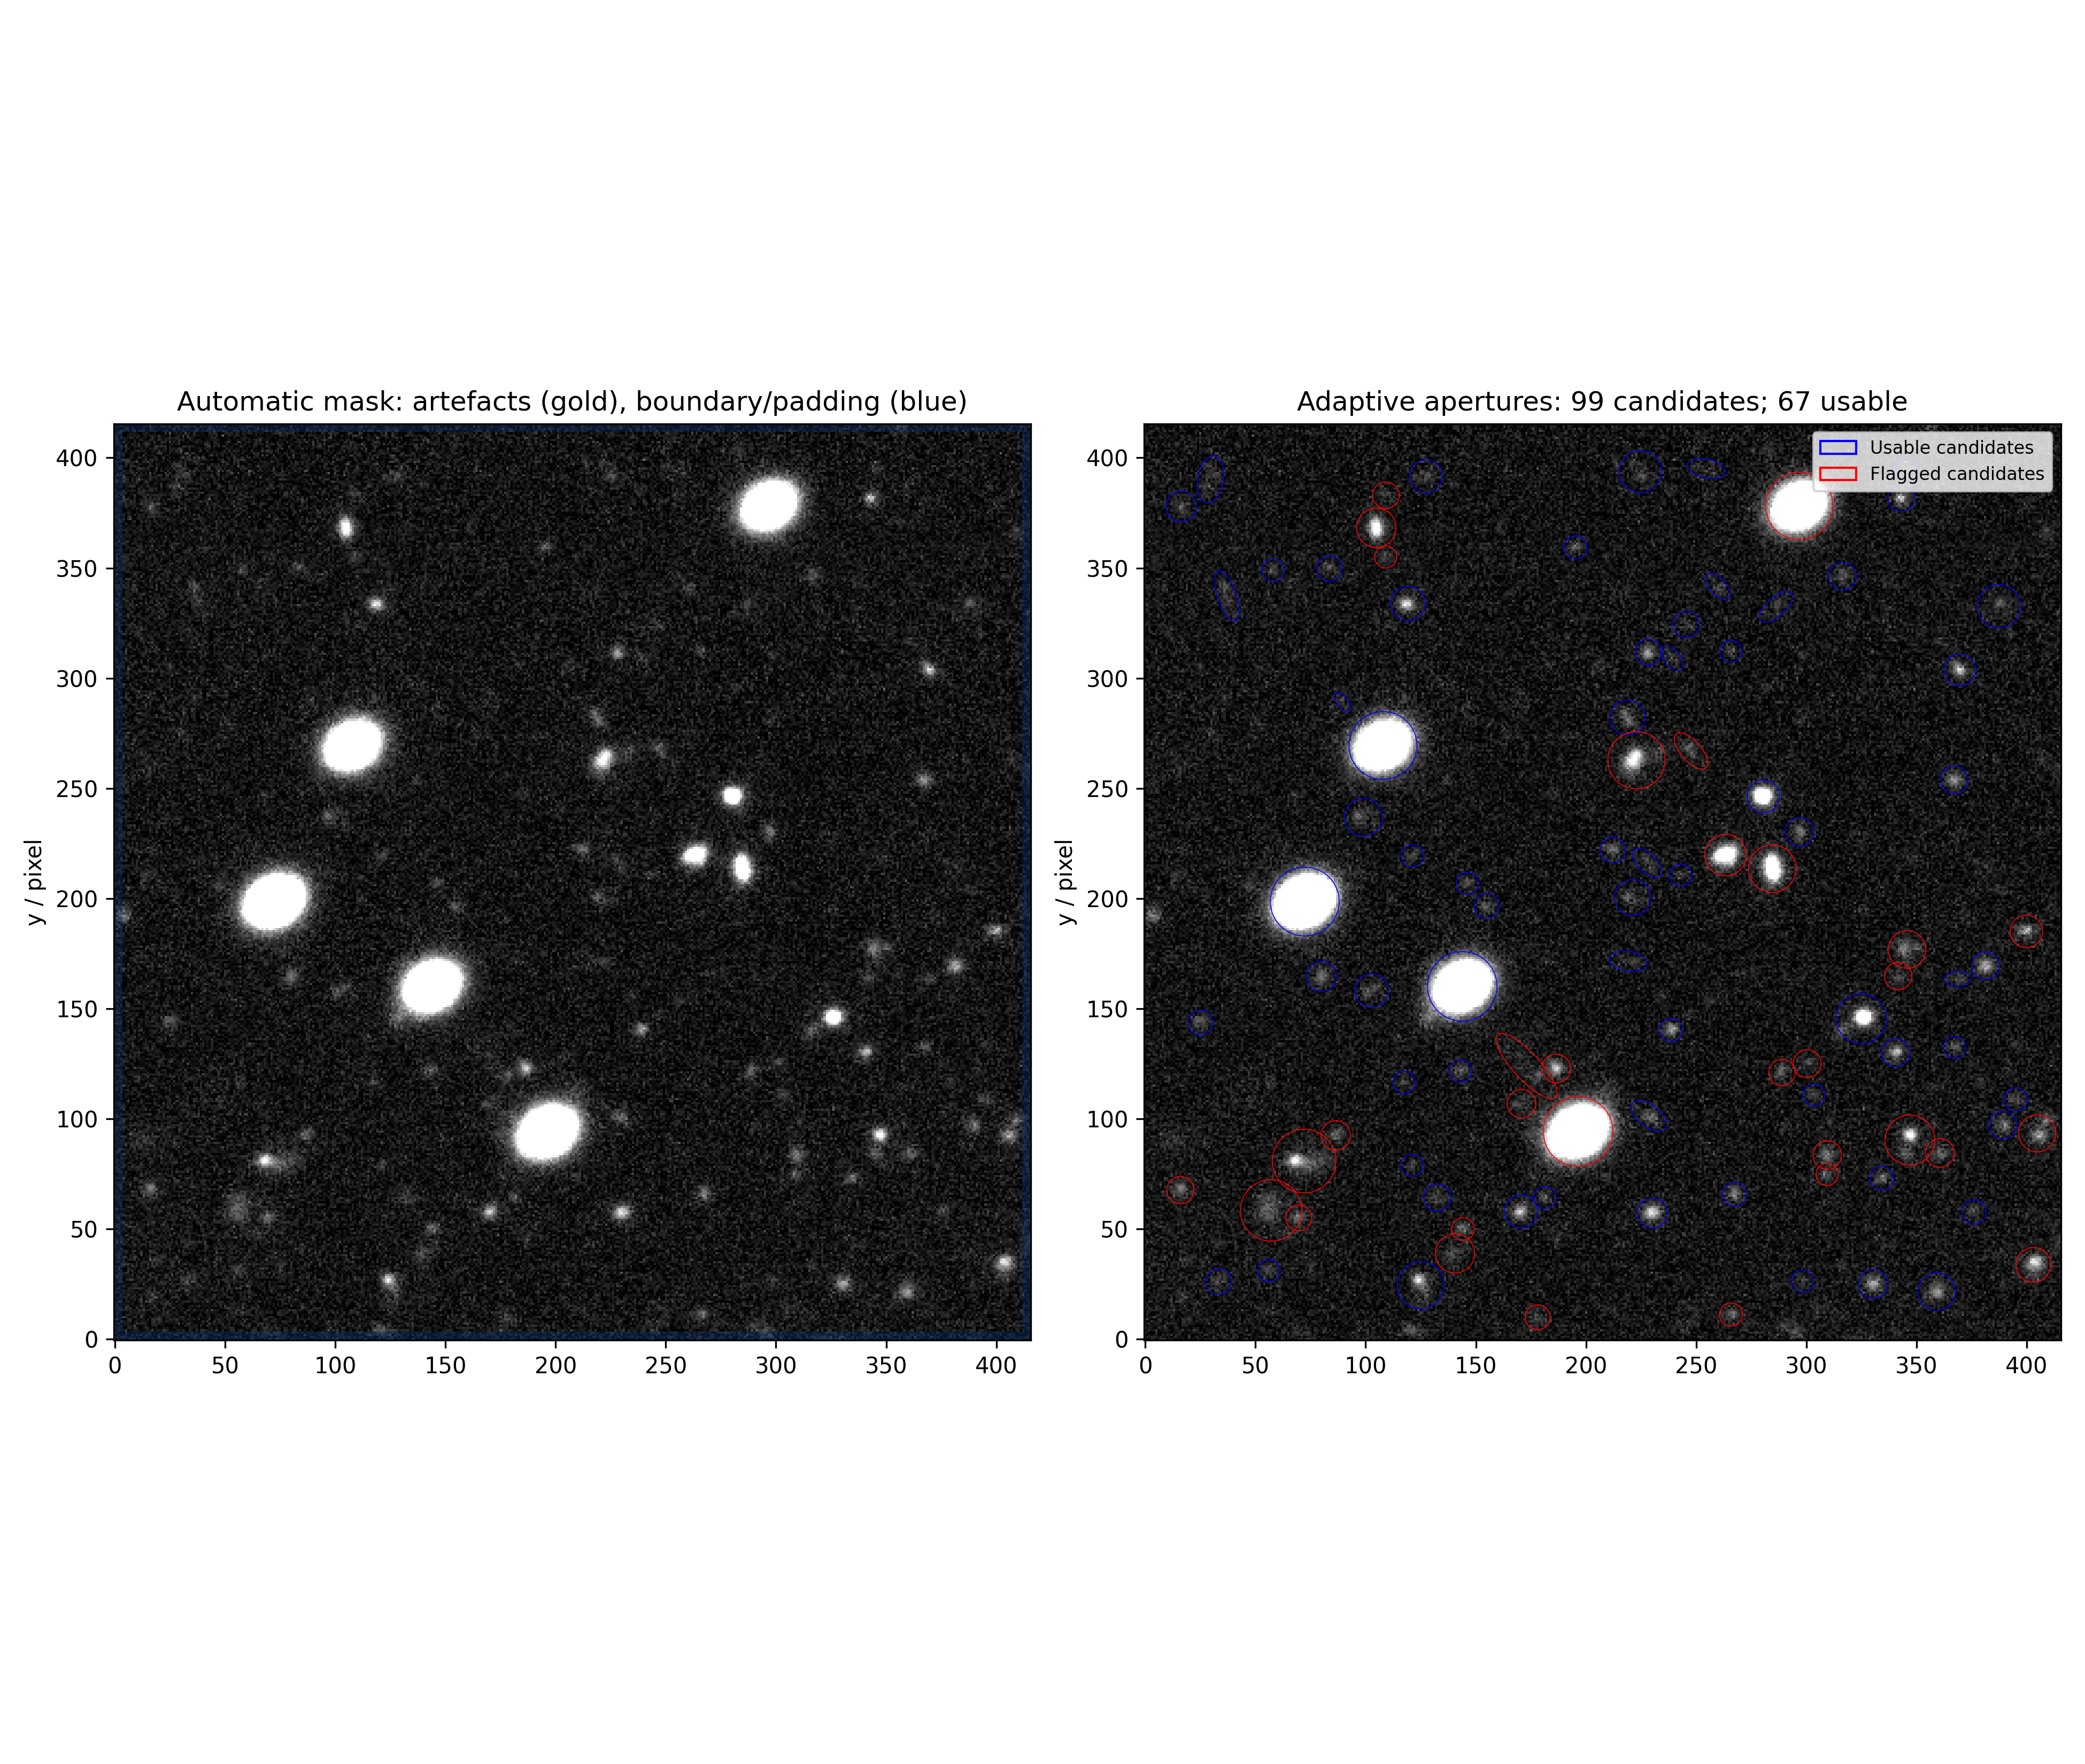 Automatic mask: artefacts (gold), boundary/padding (blue)
y / pixel
400
350
300
250
200
150
100
50
0
0 50 100 150 200 250 300 350 400
Adaptive apertures: 99 candidates; 67 usable
Usable candidates
Flagged candidates
y / pixel
400
350
300
250
200
150
100
50
0
0 50 100 150 200 250 300 350 400